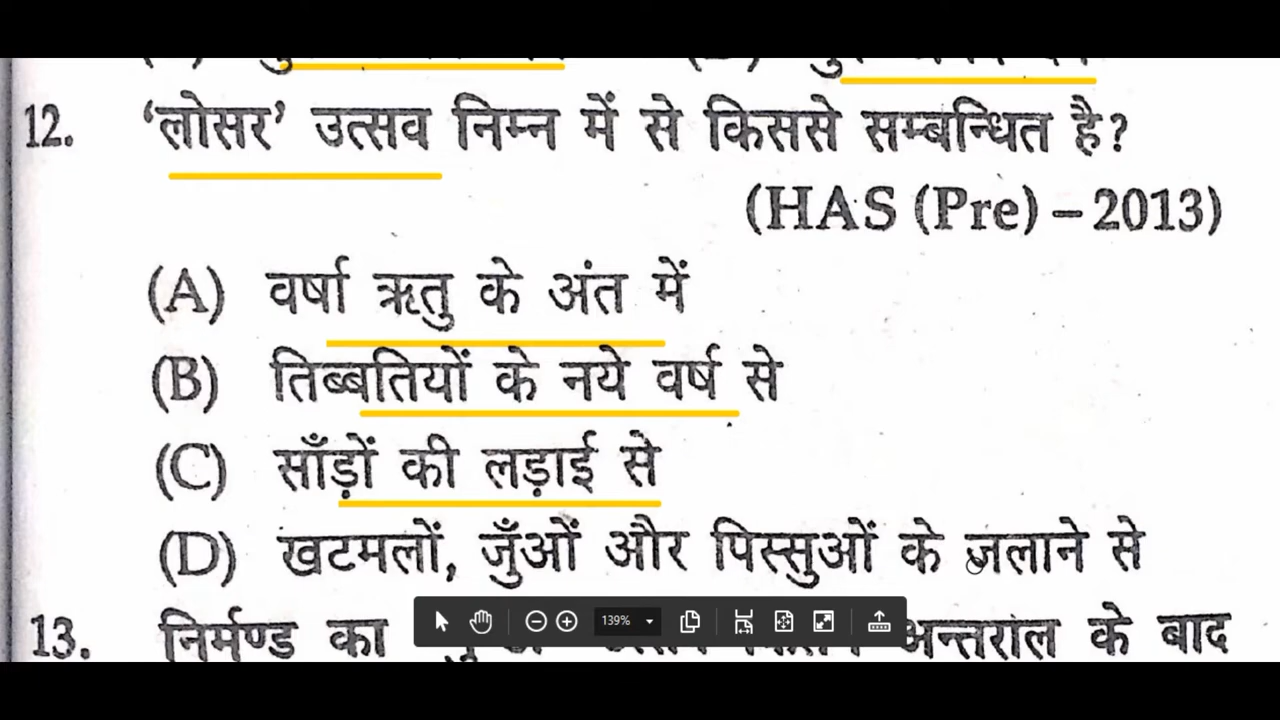 12. ‘लोसर’ उत्सव निम्न में से किससे सम्बन्धित है?
(HAS (Pre) – 2013)
(A) वर्षा ऋतु के अंत में
(B) तिब्बतियों के नये वर्ष से
(C) साँड़ों की लड़ाई से
(D) खटमलों, जुँओं और पिस्सुओं के जलाने से
139%
13. निर्मण्ड का अन्तराल के बाद